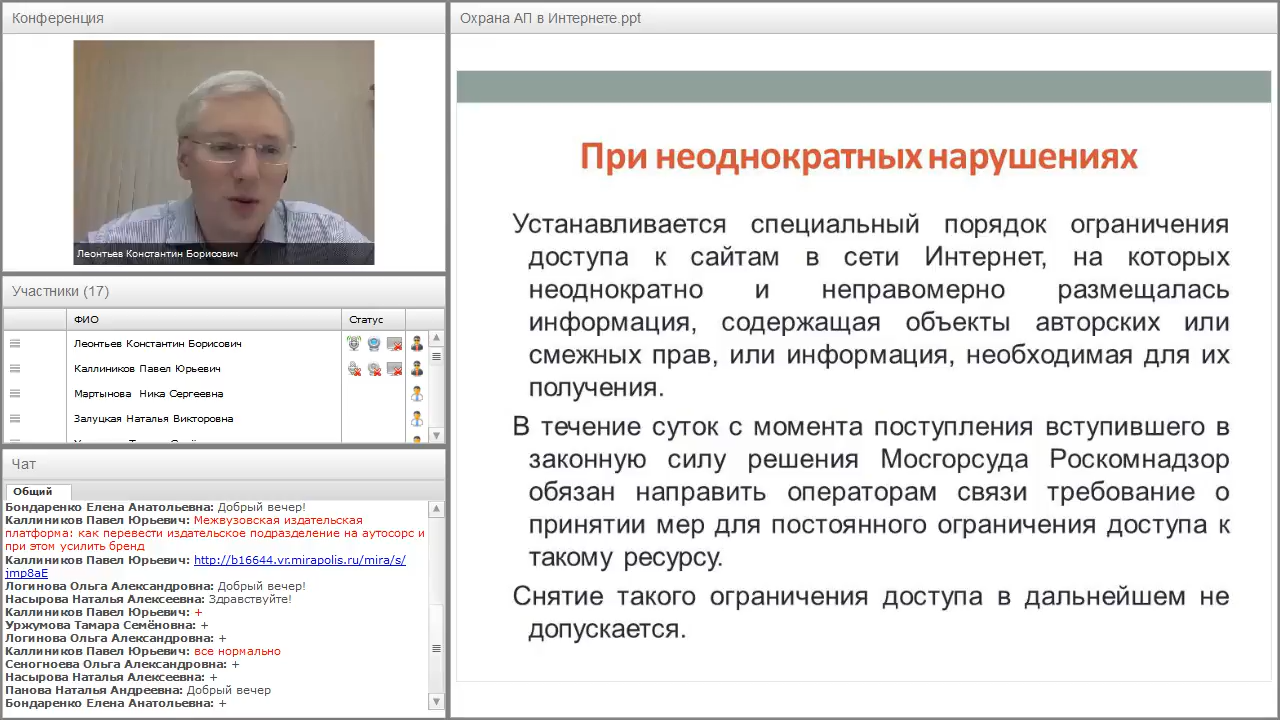 Конференция
Леонтьев Константин Борисович
Участники (17)
ФИО
Статус
Леонтьев Константин Борисович
Каллиников Павел Юрьевич
Мартынова Ника Сергеевна
Залуцкая Наталья Викторовна
Чат
Общий
Бондаренко Елена Анатольевна: Добрый вечер!
Каллиников Павел Юрьевич: Межвузовская издательская
платформа: как перевести издательское подразделение на аутосорс и
при этом усилить бренд
Каллиников Павел Юрьевич: http://b16644.vr.mirapolis.ru/mira/s/
jmp8aE
Логинова Ольга Александровна: Добрый вечер!
Насырова Наталья Алексеевна: Здравствуйте!
Каллиников Павел Юрьевич: +
Уржумова Тамара Семёновна: +
Логинова Ольга Александровна: +
Каллиников Павел Юрьевич: все нормально
Сеногноева Ольга Александровна: +
Насырова Наталья Алексеевна: +
Панова Наталья Андреевна: Добрый вечер
Бондаренко Елена Анатольевна: +
Охрана АП в Интернете.ppt
При неоднократных нарушениях
Устанавливается специальный порядок ограничения
доступа к сайтам в сети Интернет, на которых
неоднократно и неправомерно размещалась
информация, содержащая объекты авторских или
смежных прав, или информация, необходимая для их
получения.
В течение суток с момента поступления вступившего в
законную силу решения Мосгорсуда Роскомнадзор
обязан направить операторам связи требование о
принятии мер для постоянного ограничения доступа к
такому ресурсу.
Снятие такого ограничения доступа в дальнейшем не
допускается.